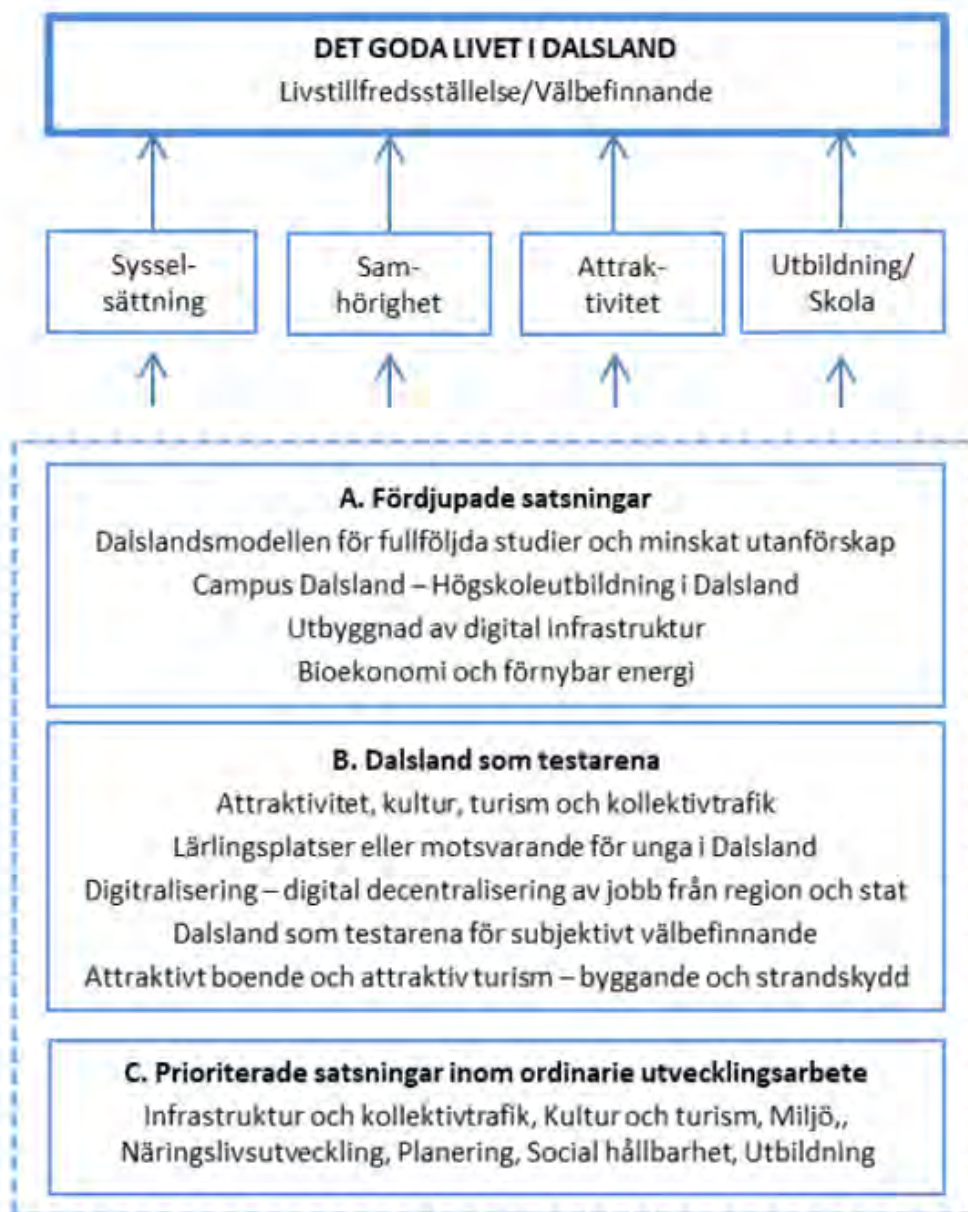 DET GODA LIVET I DALSLAND
Livstillfredsställelse/Välbefinnande
Syssel-
sättning
Sam-
hörighet
Attrak-
tivitet
Utbildning/
Skola
A. Fördjupade satsningar
Dalslandsmodellen för fullföljda studier och minskat utanförskap
Campus Dalsland – Högskoleutbildning i Dalsland
Utbyggnad av digital infrastruktur
Bioekonomi och förnybar energi
B. Dalsland som testarena
Attraktivitet, kultur, turism och kollektivtrafik
Lärlingsplatser eller motsvarande för unga i Dalsland
Digitralisering – digital decentralisering av jobb från region och stat
Dalsland som testarena för subjektivt välbefinnande
Attraktivt boende och attraktiv turism – byggande och strandskydd
C. Prioriterade satsningar inom ordinarie utvecklingsarbete
Infrastruktur och kollektivtrafik, Kultur och turism, Miljö,,
Näringslivsutveckling, Planering, Social hållbarhet, Utbildning